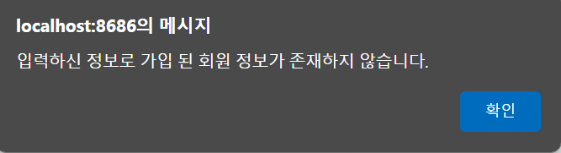 localhost:8686의 메시지
입력하신 정보로 가입 된 회원 정보가 존재하지 않습니다.
확인